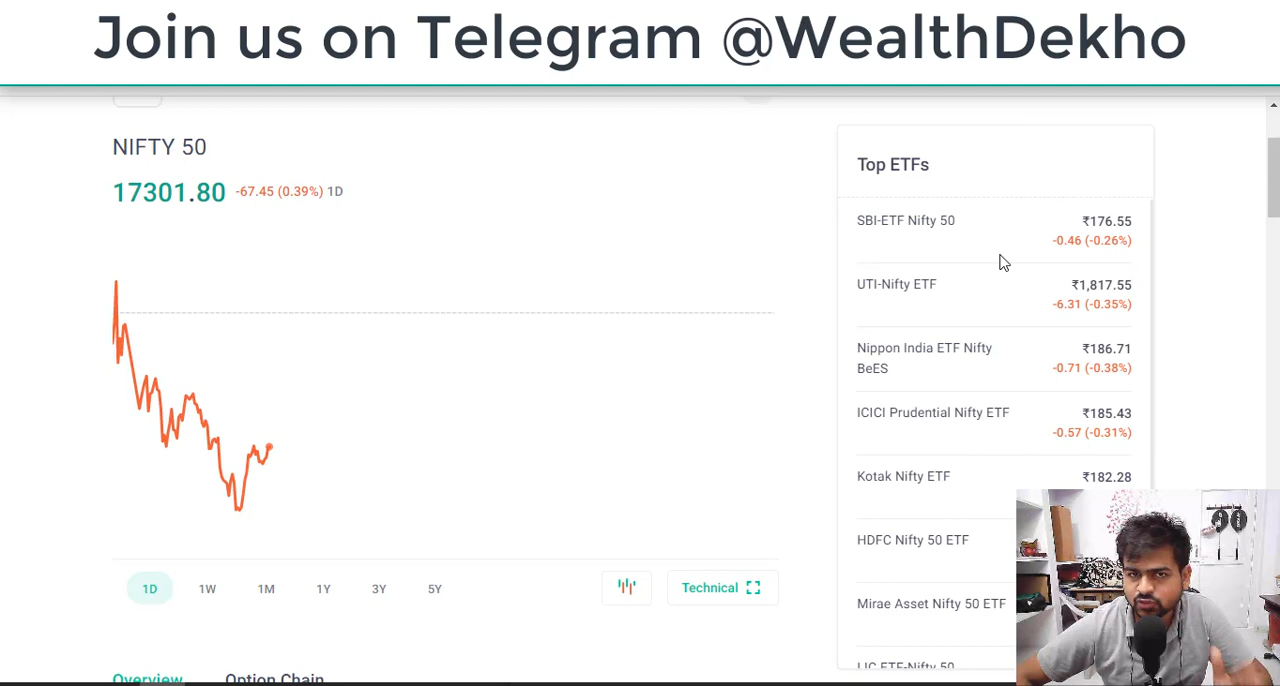 Join us on Telegram @WealthDekho
NIFTY 50
17301.80 -67.45 (0.39%) 1D
1D 1W 1M 1Y 3Y 5Y
Technical
Overview Option Chain
Top ETFs
SBI-ETF Nifty 50 ₹176.55
-0.46 (-0.26%)
UTI-Nifty ETF ₹1,817.55
-6.31 (-0.35%)
Nippon India ETF Nifty ₹186.71
BeES -0.71 (-0.38%)
ICICI Prudential Nifty ETF ₹185.43
-0.57 (-0.31%)
Kotak Nifty ETF ₹182.28
HDFC Nifty 50 ETF
Mirae Asset Nifty 50 ETF
LIC ETF-Nifty 50